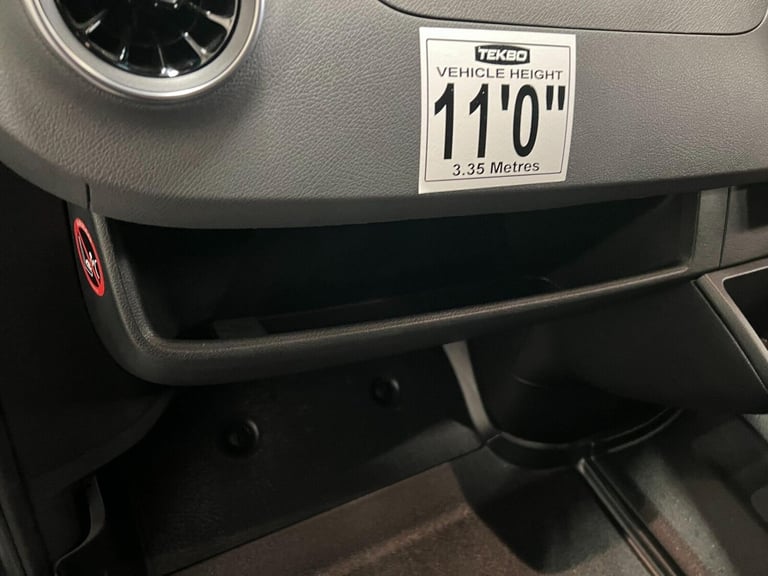 TEKBO
VEHICLE HEIGHT
11'0"
3.35 Metres